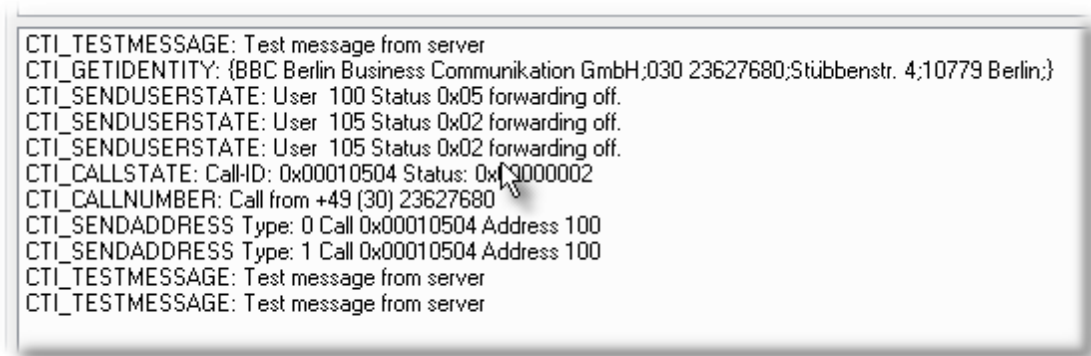 CTI_TESTMESSAGE: Test message from server
CTI_GETIDENTITY: {BBC Berlin Business Communikation GmbH;030 23627680;Stübbenstr. 4;10779 Berlin;}
CTI_SENDUSERSTATE: User 100 Status 0x05 forwarding off.
CTI_SENDUSERSTATE: User 105 Status 0x02 forwarding off.
CTI_SENDUSERSTATE: User 105 Status 0x02 forwarding off.
CTI_CALLSTATE: Call-ID: 0x00010504 Status:
CTI_CALLNUMBER: Call from +49 (30) 23627680
CTI_SENDADDRESS Type: 0 Call 0x00010504 Address 100
CTI_SENDADDRESS Type: 1 Call 0x00010504 Address 100
CTI_TESTMESSAGE: Test message from server
CTI_TESTMESSAGE: Test message from server